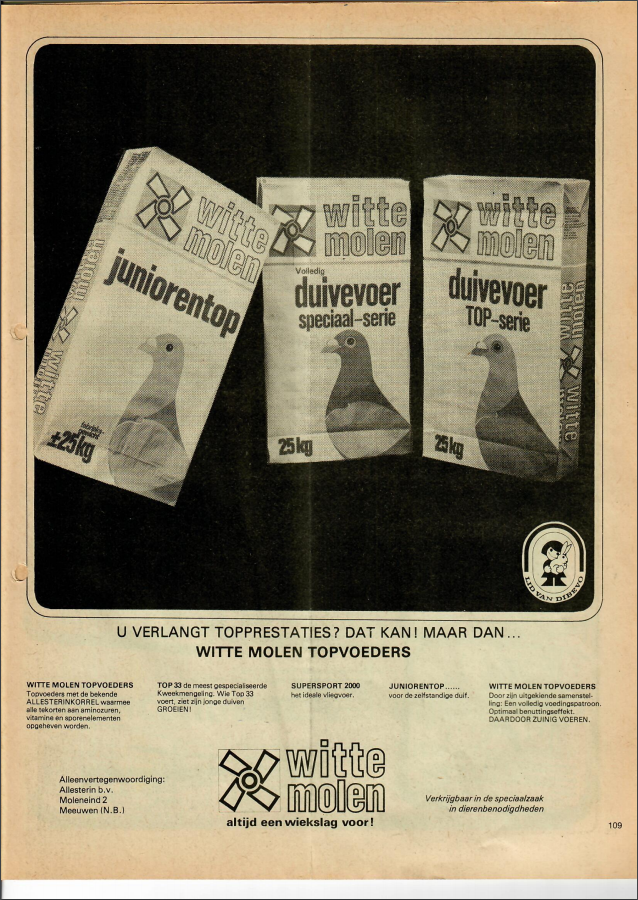 witte
molen
juniorentop
±25kg
witte
molen
witte
molen
Volledig
duivevoer
speciaal-serie
25kg
witte
molen
duivevoer
TOP-serie
25kg
witte
molen
witte
LID VAN DIBEVO
U VERLANGT TOPPRESTATIES? DAT KAN! MAAR DAN...
WITTE MOLEN TOPVOEDERS
WITTE MOLEN TOPVOEDERS
Topvoeders met de bekende
ALLESTERINKORREL waarmee
alle tekorten aan aminozuren,
vitamine en sporenelementen
opgeheven worden.
TOP 33 de meest gespecialiseerde
Kweekmengeling. Wie Top 33
voert, ziet zijn jonge duiven
GROEIEN!
SUPERSPORT 2000
het ideale vliegvoer.
JUNIORENTOP......
voor de zelfstandige duif.
WITTE MOLEN TOPVOEDERS
Door zijn uitgekiende samenstel-
ling: Een volledig voedingspatroon.
Optimaal benuttingseffekt.
DAAROOR ZUINIG VOEREN.
Alleenvertegenwoordiging:
Allesterin b.v.
Moleneind 2
Meeuwen (N.B.)
witte
molen
altijd een wiekslag voor!
Verkrijgbaar in de speciaalzaak
in dierenbenodigdheden
109